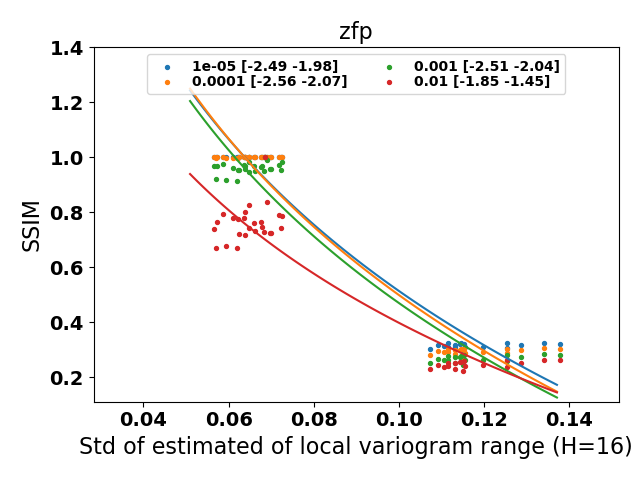 zfp
1e-05 [-2.49 -1.98]
0.0001 [-2.56 -2.07]
0.001 [-2.51 -2.04]
0.01 [-1.85 -1.45]
SSIM
1.4
1.2
1.0
0.8
0.6
0.4
0.2
0.04 0.06 0.08 0.10 0.12 0.14
Std of estimated of local variogram range (H=16)